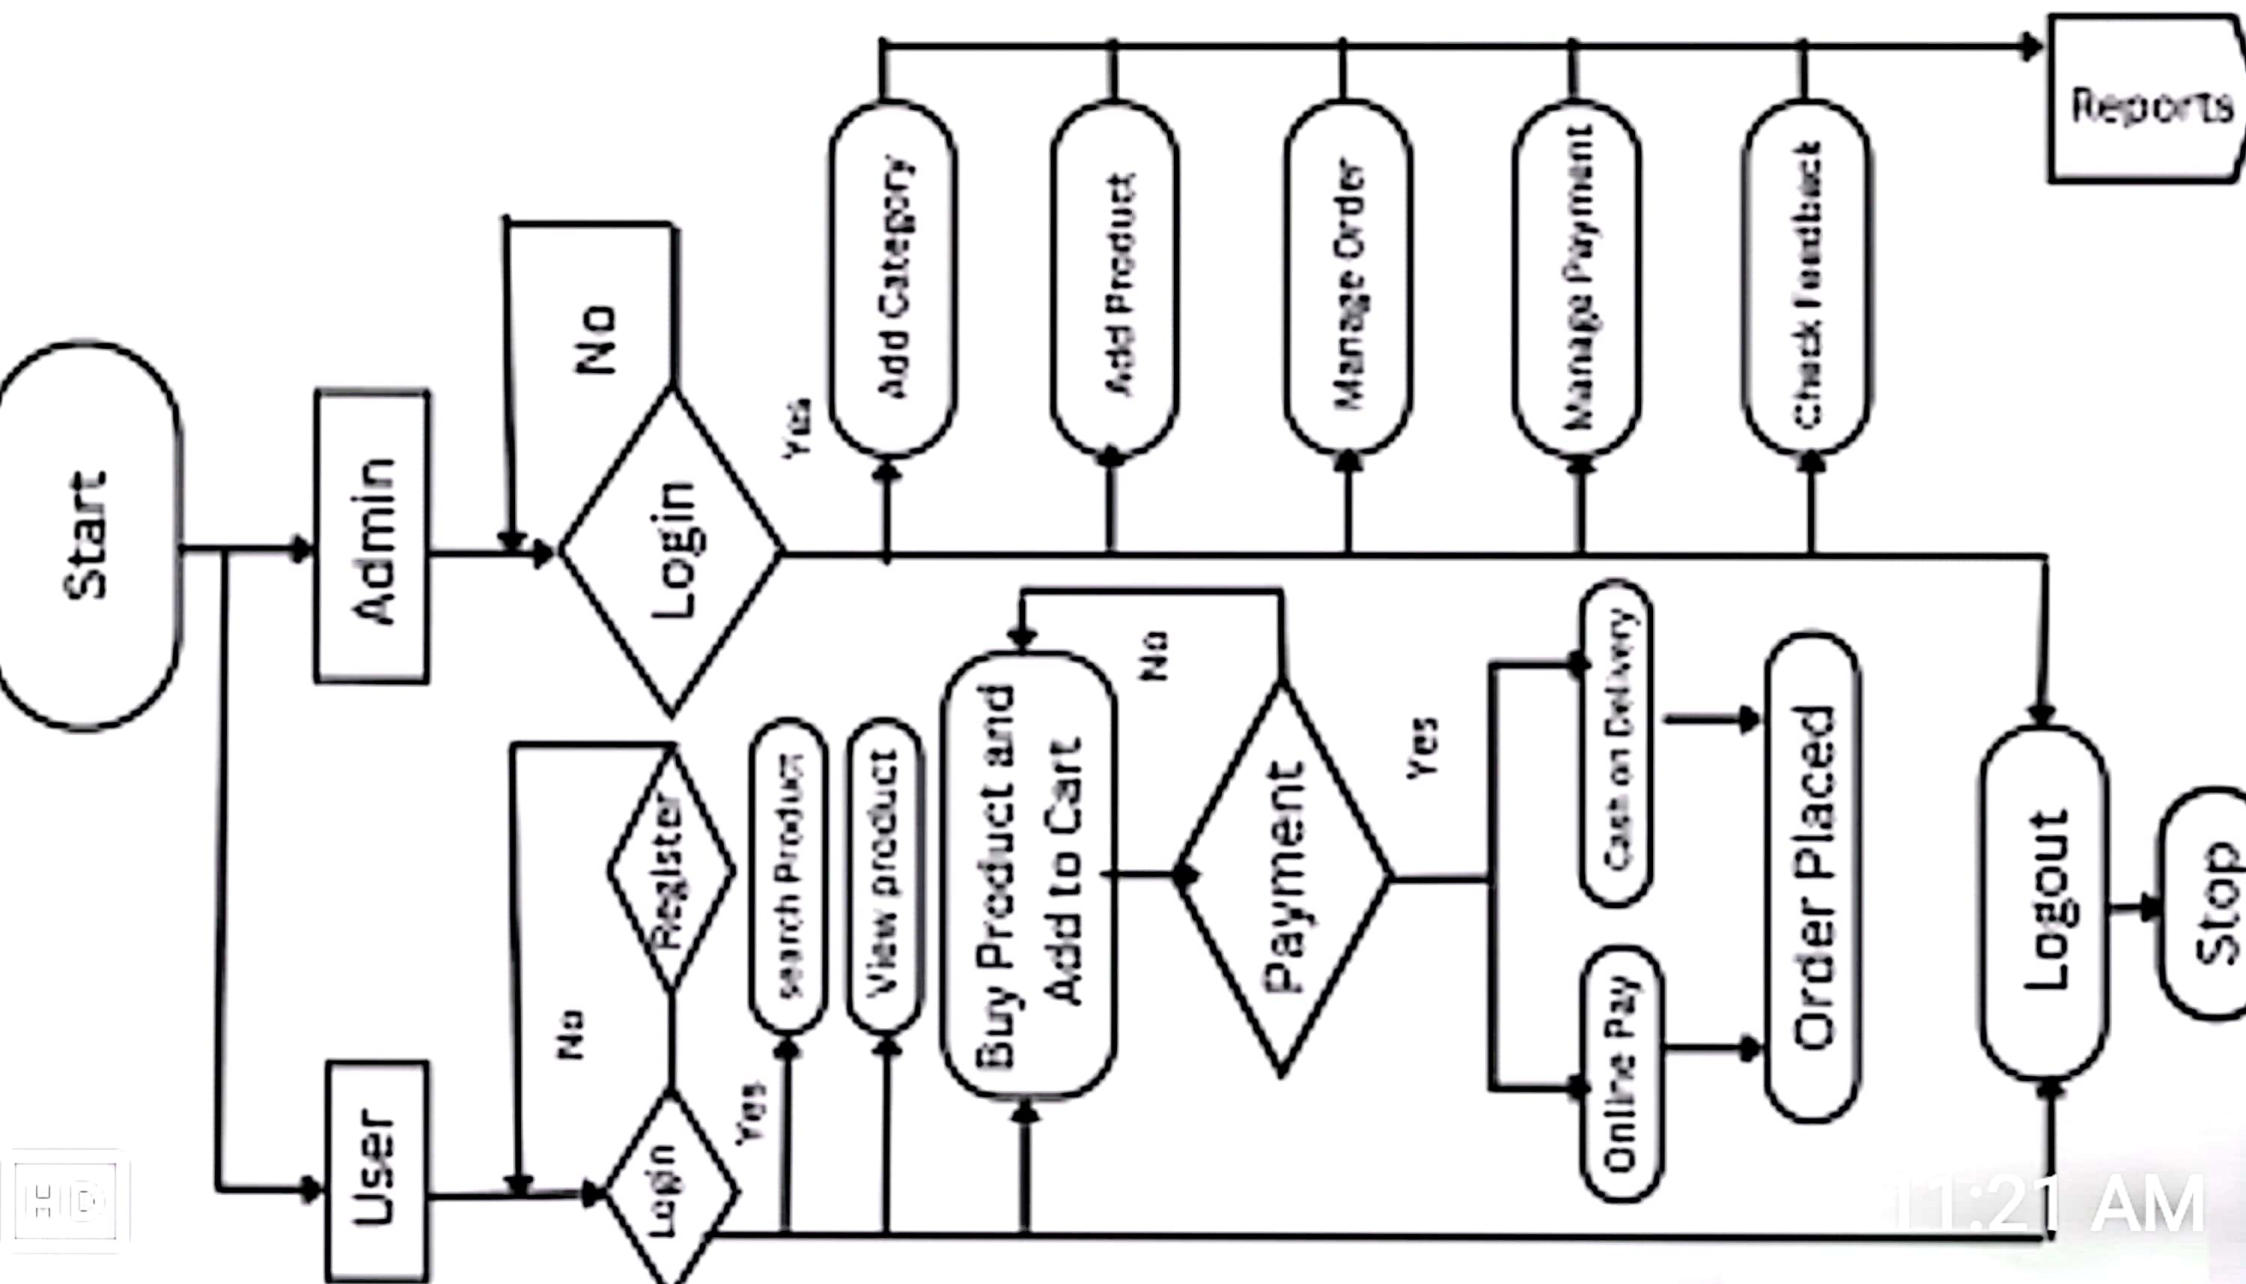 Start
User
Admin
Login
No
Register
Login
No
Yes
Yes
search Product
Add Category
View product
Add Product
Buy Product and
Add to Cart
Manage Order
No
Payment
Manage Payment
Yes
Check Feedback
Online Pay
Cash on Delivery
Order Placed
Reports
Logout
Stop
HD
11:21 AM